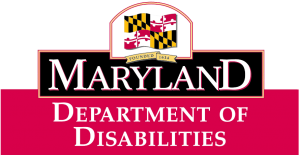 MARYLAND
DEPARTMENT OF
DISABILITIES